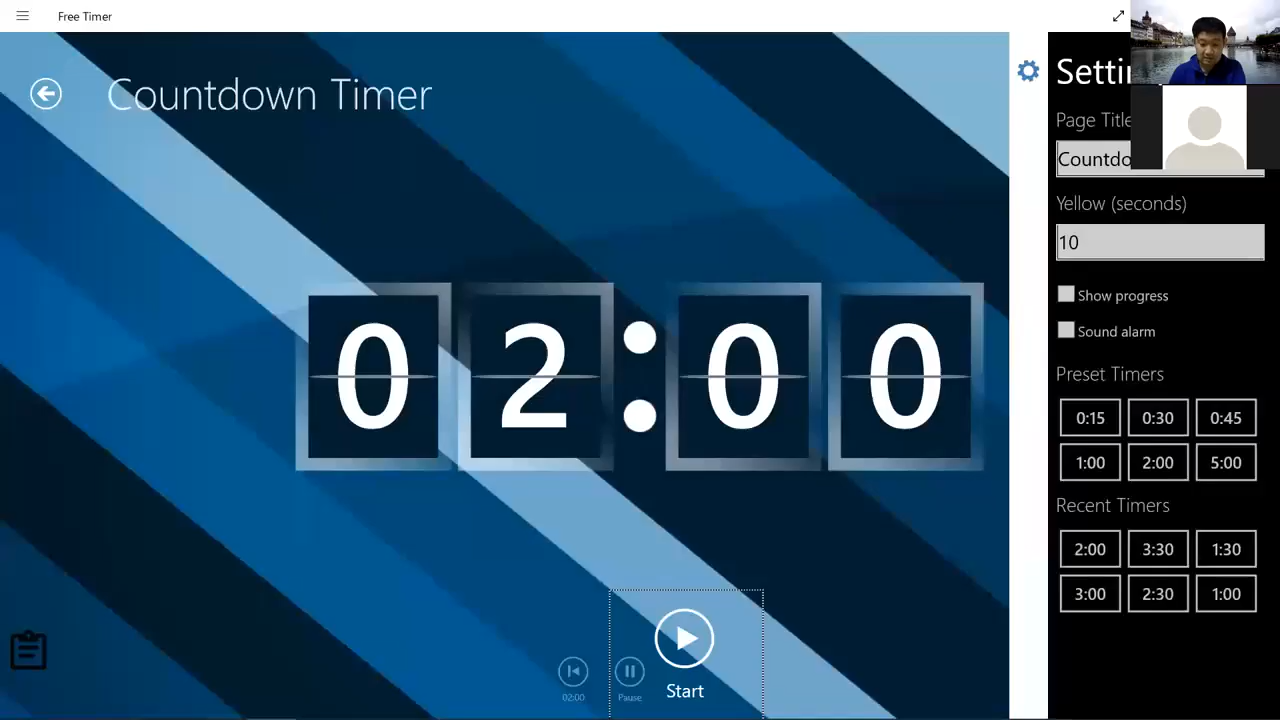 Free Timer
Countdown Timer
02:00
02:00
Pause
Start
Setti
Page Title
Countdo
Yellow (seconds)
10
Show progress
Sound alarm
Preset Timers
0:15 0:30 0:45
1:00 2:00 5:00
Recent Timers
2:00 3:30 1:30
3:00 2:30 1:00